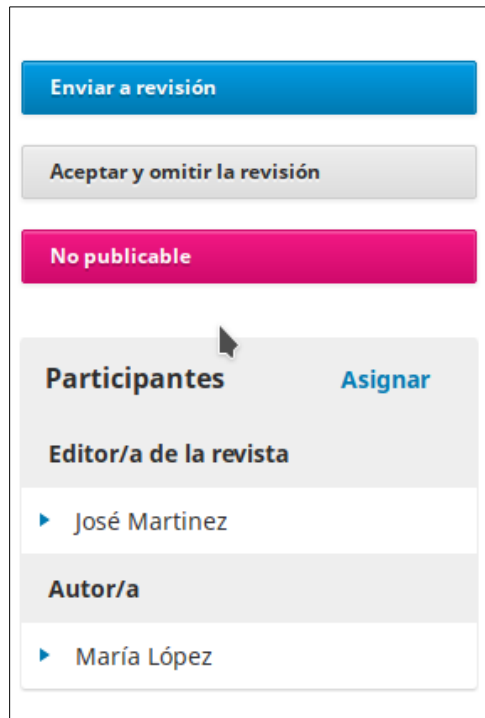 Enviar a revisión
Aceptar y omitir la revisión
No publicable
Participantes Asignar
Editor/a de la revista
José Martinez
Autor/a
María López